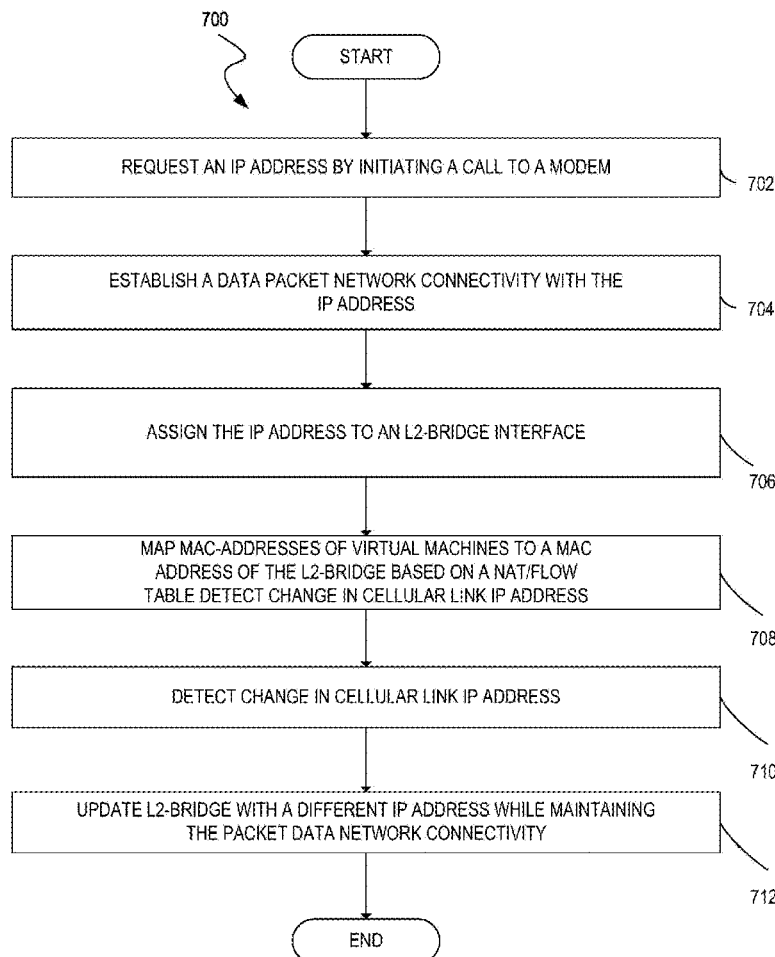 700
START
REQUEST AN IP ADDRESS BY INITIATING A CALL TO A MODEM
702
ESTABLISH A DATA PACKET NETWORK CONNECTIVITY WITH THE
IP ADDRESS
704
ASSIGN THE IP ADDRESS TO AN L2-BRIDGE INTERFACE
706
MAP MAC-ADDRESSES OF VIRTUAL MACHINES TO A MAC
ADDRESS OF THE L2-BRIDGE BASED ON A NAT/FLOW
TABLE DETECT CHANGE IN CELLULAR LINK IP ADDRESS
708
DETECT CHANGE IN CELLULAR LINK IP ADDRESS
710
UPDATE L2-BRIDGE WITH A DIFFERENT IP ADDRESS WHILE MAINTAINING
THE PACKET DATA NETWORK CONNECTIVITY
712
END